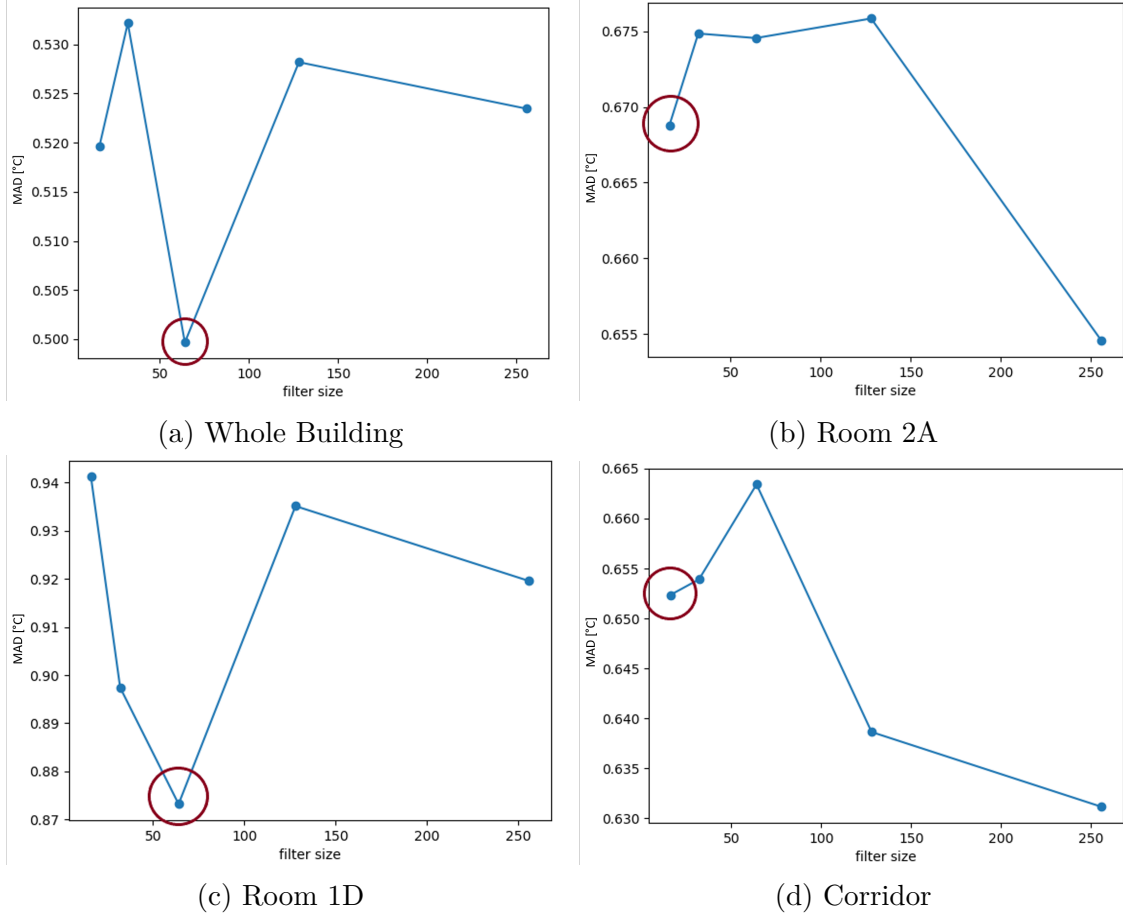 0.530
0.525
0.520
0.515
0.510
0.505
0.500
MAD [°C]
50 100 150 200 250
filter size
(a) Whole Building
0.675
0.670
0.665
0.660
0.655
MAD [°C]
50 100 150 200 250
filter size
(b) Room 2A
0.94
0.93
0.92
0.91
0.90
0.89
0.88
0.87
MAD [°C]
50 100 150 200 250
filter size
(c) Room 1D
0.665
0.660
0.655
0.650
0.645
0.640
0.635
0.630
MAD [°C]
50 100 150 200 250
filter size
(d) Corridor